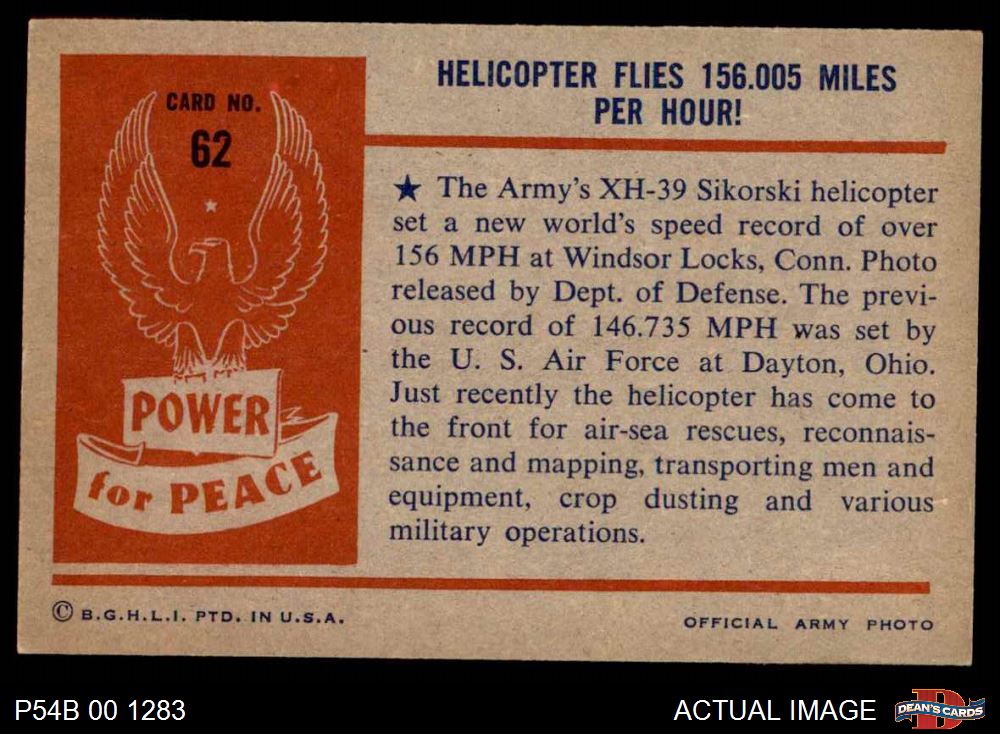 CARD NO.
62
POWER
for PEACE
HELICOPTER FLIES 156.005 MILES
PER HOUR!
★ The Army's XH-39 Sikorski helicopter
set a new world's speed record of over
156 MPH at Windsor Locks, Conn. Photo
released by Dept. of Defense. The previ-
ous record of 146.735 MPH was set by
the U. S. Air Force at Dayton, Ohio.
Just recently the helicopter has come to
the front for air-sea rescues, reconnais-
sance and mapping, transporting men and
equipment, crop dusting and various
military operations.
© B.G.H.L.I. PTD. IN U.S.A.
OFFICIAL ARMY PHOTO
P54B 00 1283
ACTUAL IMAGE
DEAN'S CARDS